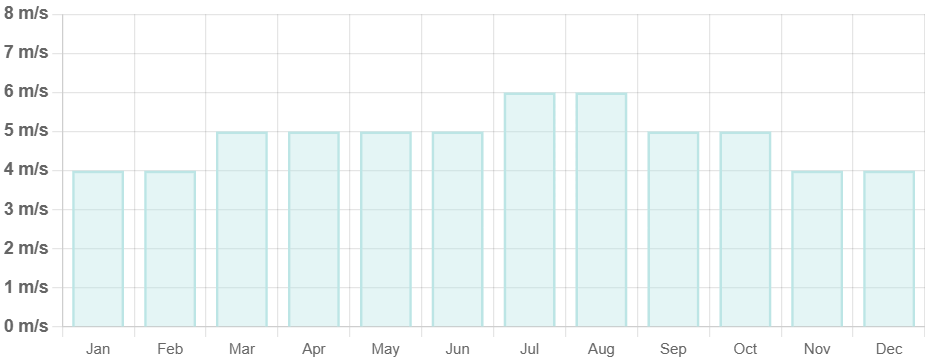 8 m/s
7 m/s
6 m/s
5 m/s
4 m/s
3 m/s
2 m/s
1 m/s
0 m/s
Jan Feb Mar Apr May Jun Jul Aug Sep Oct Nov Dec